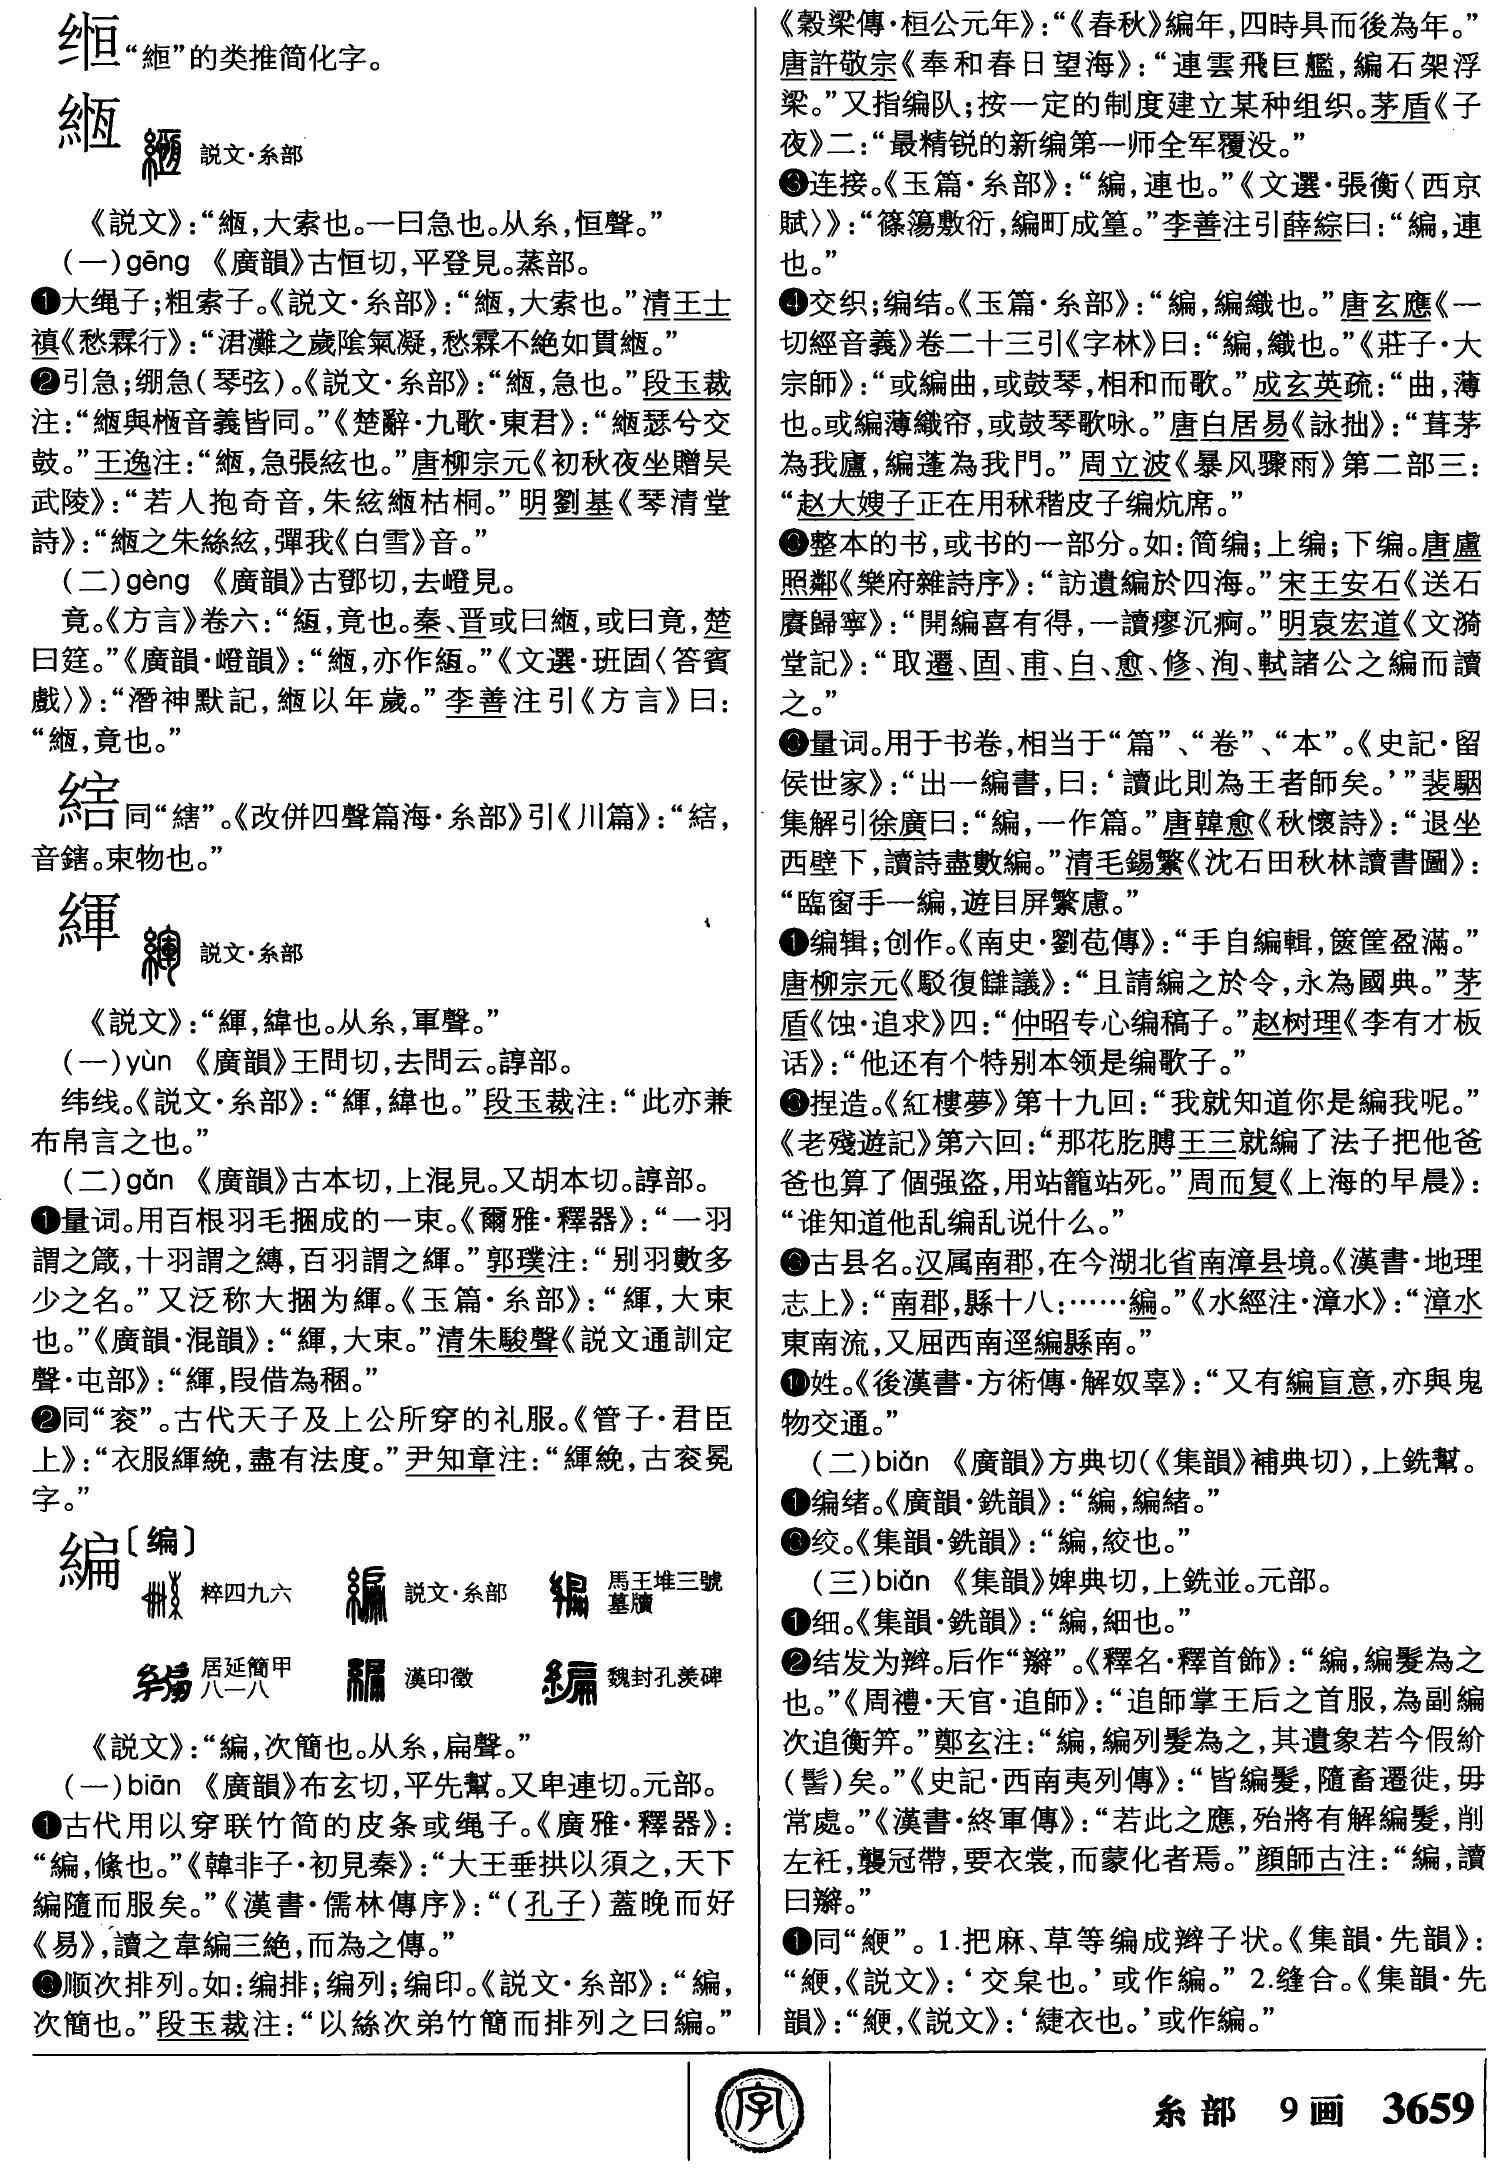 缏“緪”的类推简化字。
緪 説文·糸部
《説文》：“緪，大索也。一曰急也。从糸，恒聲。”
（一）gēng 《廣韻》古恒切，平登見。蒸部。
❶大绳子；粗索子。《説文·糸部》：“緪，大索也。”清王士
禛《愁霖行》：“涒灘之歲陰氣凝，愁霖不絶如貫緪。”
❷引急；绷急（琴弦）。《説文·糸部》：“緪，急也。”段玉裁
注：“緪與㮓音義皆同。”《楚辭·九歌·東君》：“緪瑟兮交
鼓。”王逸注：“緪，急張絃也。”唐柳宗元《初秋夜坐贈吴
武陵》：“若人抱奇音，朱絃緪枯桐。”明劉基《琴清堂
詩》：“緪之朱絲絃，彈我《白雪》音。”
（二）gèng 《廣韻》古鄧切，去嶝見。
竟。《方言》卷六：“緪，竟也。秦、晋或曰緪，或曰竟，楚
曰筳。”《廣韻·嶝韻》：“緪，亦作絚。”《文選·班固〈答賓
戲〉》：“潛神默記，緪以年歲。”李善注引《方言》曰：
“緪，竟也。”
同“縖”。《改併四聲篇海·糸部》引《川篇》：
音鎋。束物也。”
緷 説文·糸部
《説文》：“緷，緯也。从糸，軍聲。”
（一）yùn 《廣韻》王問切，去問云。諄部。
纬线。《説文·糸部》：“緷，緯也。”段玉裁注：“此亦兼
布帛言之也。”
（二）gǔn 《廣韻》古本切，上混見。又胡本切。諄部。
❶量词。用百根羽毛捆成的一束。《爾雅·釋器》：“一羽
謂之箴，十羽謂之縳，百羽謂之緷。”郭璞注：“别羽數多
少之名。”又泛称大捆为緷。《玉篇·糸部》：“緷，大束
也。”《廣韻·混韻》：“緷，大束。”清朱駿聲《説文通訓定
聲·屯部》：“緷，叚借為稇。”
❷同“衮”。古代天子及上公所穿的礼服。《管子·君臣
上》：“衣服緷絻，盡有法度。”尹知章注：“緷絻，古衮冕
字。”
編〔编〕
粹四九六 説文·糸部 馬王堆三號墓牘
居延簡甲八一八 漢印徵 魏封孔羨碑
《説文》：“編，次簡也。从糸，扁聲。”
（一）biān 《廣韻》布玄切，平先幫。又卑連切。元部。
❶古代用以穿联竹简的皮条或绳子。《廣雅·釋器》：
“編，絛也。”《韓非子·初見秦》：“大王垂拱以須之，天下
編隨而服矣。”《漢書·儒林傳序》：“（孔子）蓋晚而好
《易》，讀之韋編三絶，而為之傳。”
❷顺次排列。如：编排；编列；编印。《説文·糸部》：“編，
次簡也。”段玉裁注：“以絲次弟竹簡而排列之曰編。”
《穀梁傳·桓公元年》：“《春秋》編年，四時具而後為年。”
唐許敬宗《奉和春日望海》：“連雲飛巨艦，編石架浮
梁。”又指编队；按一定的制度建立某种组织。茅盾《子
夜》二：“最精锐的新编第一师全军覆没。”
❸连接。《玉篇·糸部》：“編，連也。”《文選·張衡〈西京
賦〉》：“篠簜敷衍，編町成篁。”李善注引薛綜曰：“編，連
也。”
❹交织；编结。《玉篇·糸部》：“編，編織也。”唐玄應《一
切經音義》卷二十三引《字林》曰：“編，織也。”《莊子·大
宗師》：“或編曲，或鼓琴，相和而歌。”成玄英疏：“曲，薄
也。或編薄織帘，或鼓琴歌咏。”唐白居易《詠拙》：“葺茅
為我廬，編蓬為我門。”周立波《暴风骤雨》第二部三：
“赵大嫂子正在用秫稭皮子编炕席。”
❺整本的书，或书的一部分。如：简编；上编；下编。唐盧
照鄰《樂府雜詩序》：“訪遺編於四海。”宋王安石《送石
賡歸寧》：“開編喜有得，一讀瘳沉痾。”明袁宏道《文漪
堂記》：“取遷、固、甫、白、愈、修、洵、軾諸公之編而讀
之。”
❻量词。用于书卷，相当于“篇”、“卷”、“本”。《史記·留
侯世家》：“出一編書，曰：‘讀此則為王者師矣。’”裴駰
集解引徐廣曰：“編，一作篇。”唐韓愈《秋懷詩》：“退坐
西壁下，讀詩盡數編。”清毛錫繁《沈石田秋林讀書圖》：
“臨窗手一編，遊目屏繁慮。”
❼编辑；创作。《南史·劉苞傳》：“手自編輯，篋筐盈滿。”
唐柳宗元《駁復讎議》：“且請編之於令，永為國典。”茅
盾《蚀·追求》四：“仲昭专心编稿子。”赵树理《李有才板
话》：“他还有个特别本领是编歌子。”
❽捏造。《紅樓夢》第十九回：“我就知道你是編我呢。”
《老殘遊記》第六回：“那花肐膊王三就編了法子把他爸
爸也算了個强盗，用站籠站死。”周而复《上海的早晨》：
“谁知道他乱编乱说什么。”
❾古县名。汉属南郡，在今湖北省南漳县境。《漢書·地理
志上》：“南郡，縣十八：……編。”《水經注·漳水》：“漳水
東南流，又屈西南逕編縣南。”
❿姓。《後漢書·方術傳·解奴辜》：“又有編盲意，亦與鬼
物交通。”
（二）biǎn 《廣韻》方典切（《集韻》補典切），上銑幫。
❶编绪。《廣韻·銑韻》：“編，編緒。”
❷绞。《集韻·銑韻》：“編，絞也。”
（三）biàn 《集韻》婢典切，上銑並。元部。
❶细。《集韻·銑韻》：“編，細也。”
❷结发为辫。后作“辮”。《釋名·釋首飾》：“編，編髮為之
也。”《周禮·天官·追師》：“追師掌王后之首服，為副編
次追衡笄。”鄭玄注：“編，編列髮為之，其遺象若今假紒
（髻）矣。”《史記·西南夷列傳》：“皆編髮，隨畜遷徙，毋
常處。”《漢書·終軍傳》：“若此之應，殆將有解編髮，削
左衽，襲冠帶，要衣裳，而蒙化者焉。”顔師古注：“編，讀
曰辮。”
❶同“緶”。1.把麻、草等编成辫子状。《集韻·先韻》：
“緶，《説文》：‘交枲也。’或作編。” 2.缝合。《集韻·先
韻》：“緶，《説文》：‘緁衣也。’或作編。”
字
糸部 9画 3659